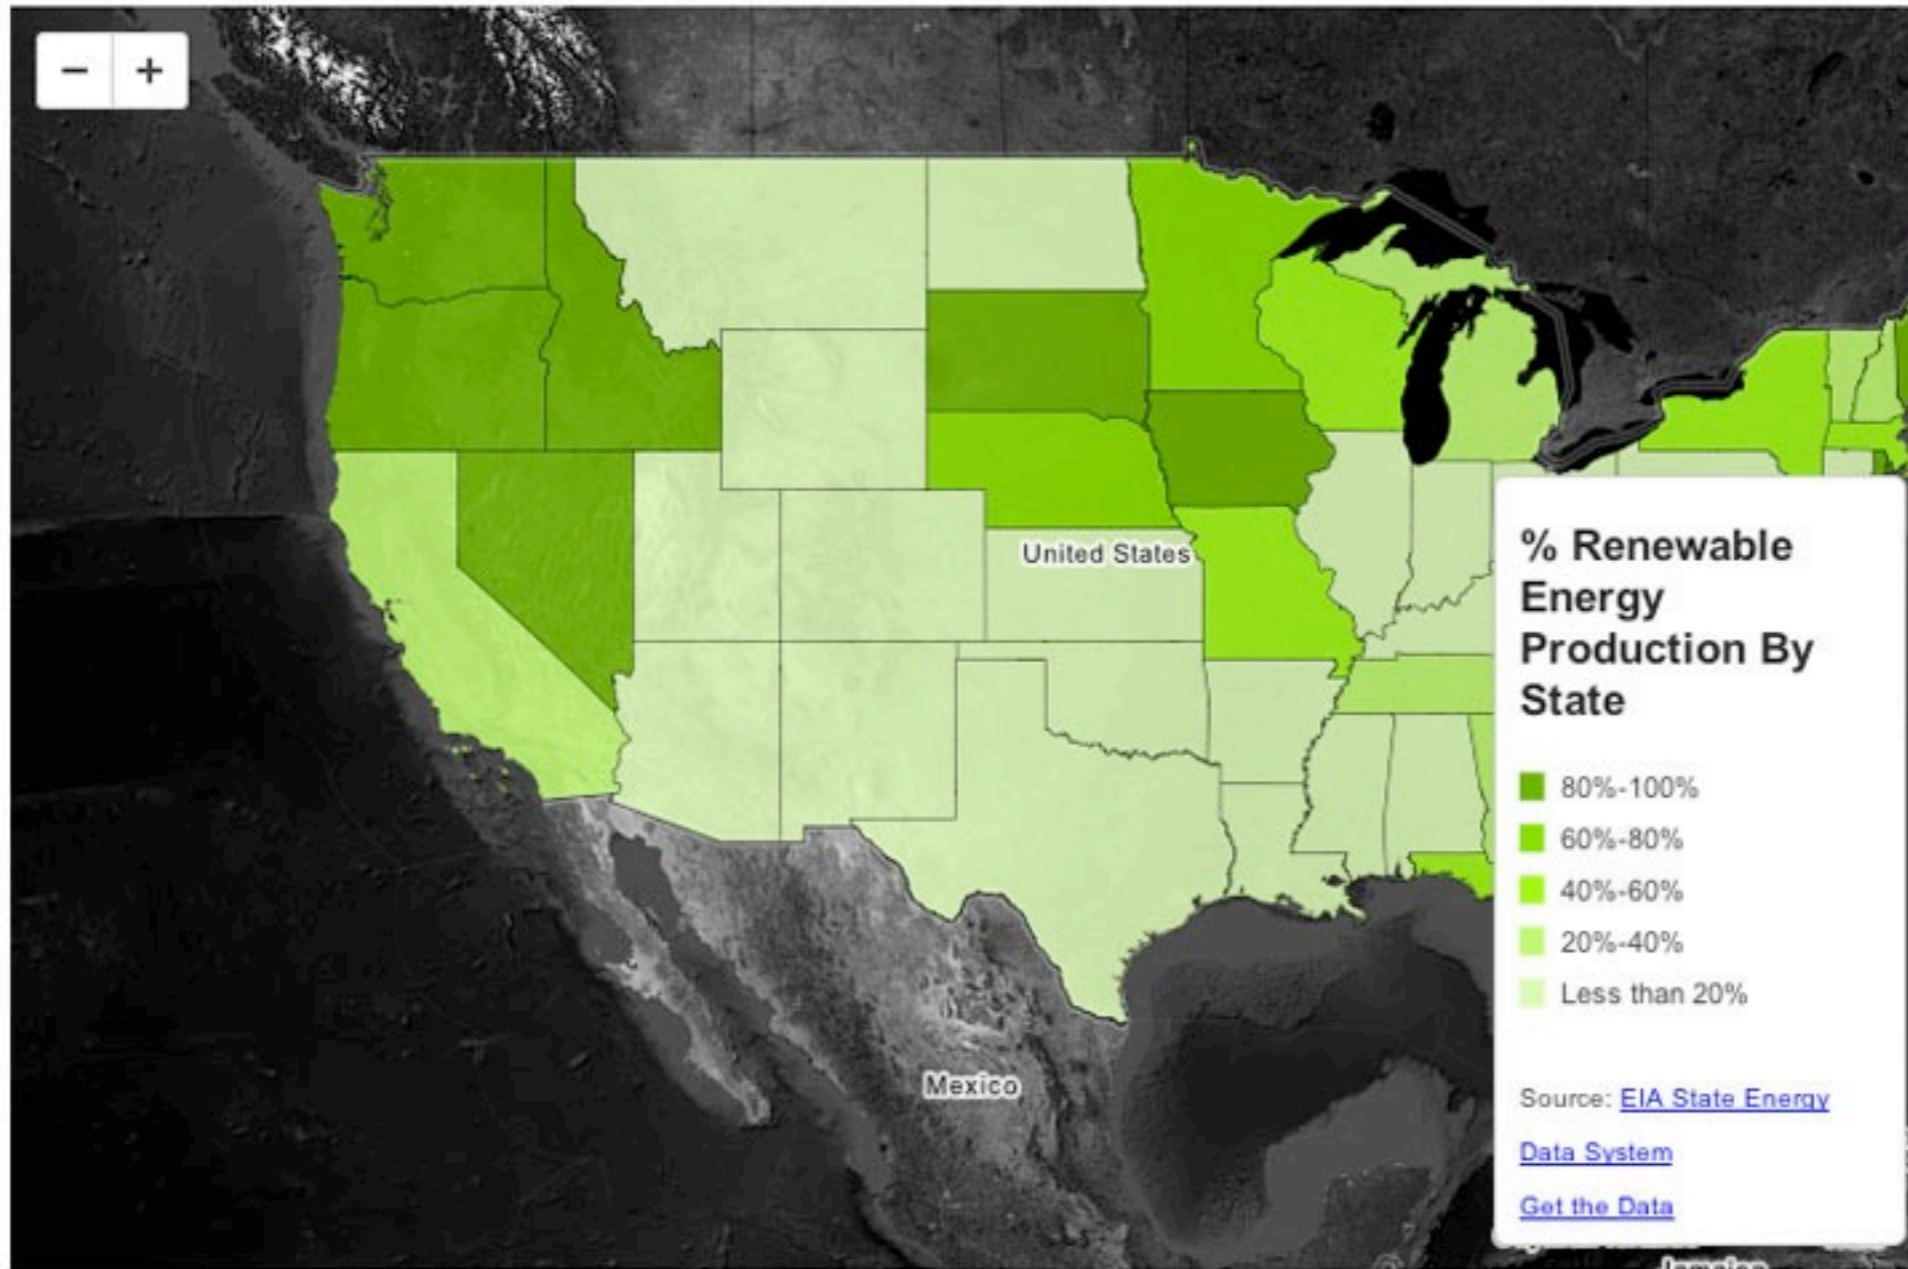 − +
United States
Mexico
% Renewable
Energy
Production By
State
80%-100%
60%-80%
40%-60%
20%-40%
Less than 20%
Source: EIA State Energy
Data System
Get the Data